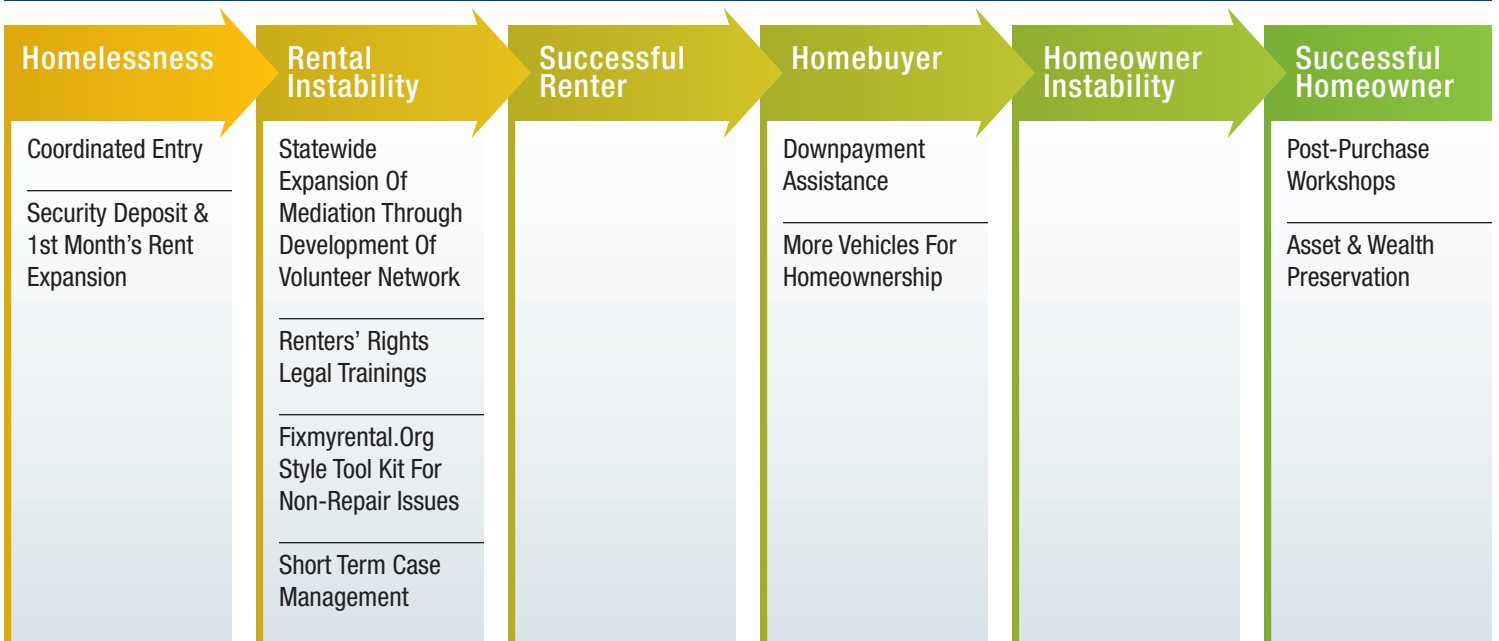 Homelessness
Coordinated Entry
Security Deposit &
1st Month’s Rent
Expansion
Rental
Instability
Statewide
Expansion Of
Mediation Through
Development Of
Volunteer Network
Renters’ Rights
Legal Trainings
Fixmyrental.Org
Style Tool Kit For
Non-Repair Issues
Short Term Case
Management
Successful
Renter
Homebuyer
Downpayment
Assistance
More Vehicles For
Homeownership
Homeowner
Instability
Successful
Homeowner
Post-Purchase
Workshops
Asset & Wealth
Preservation